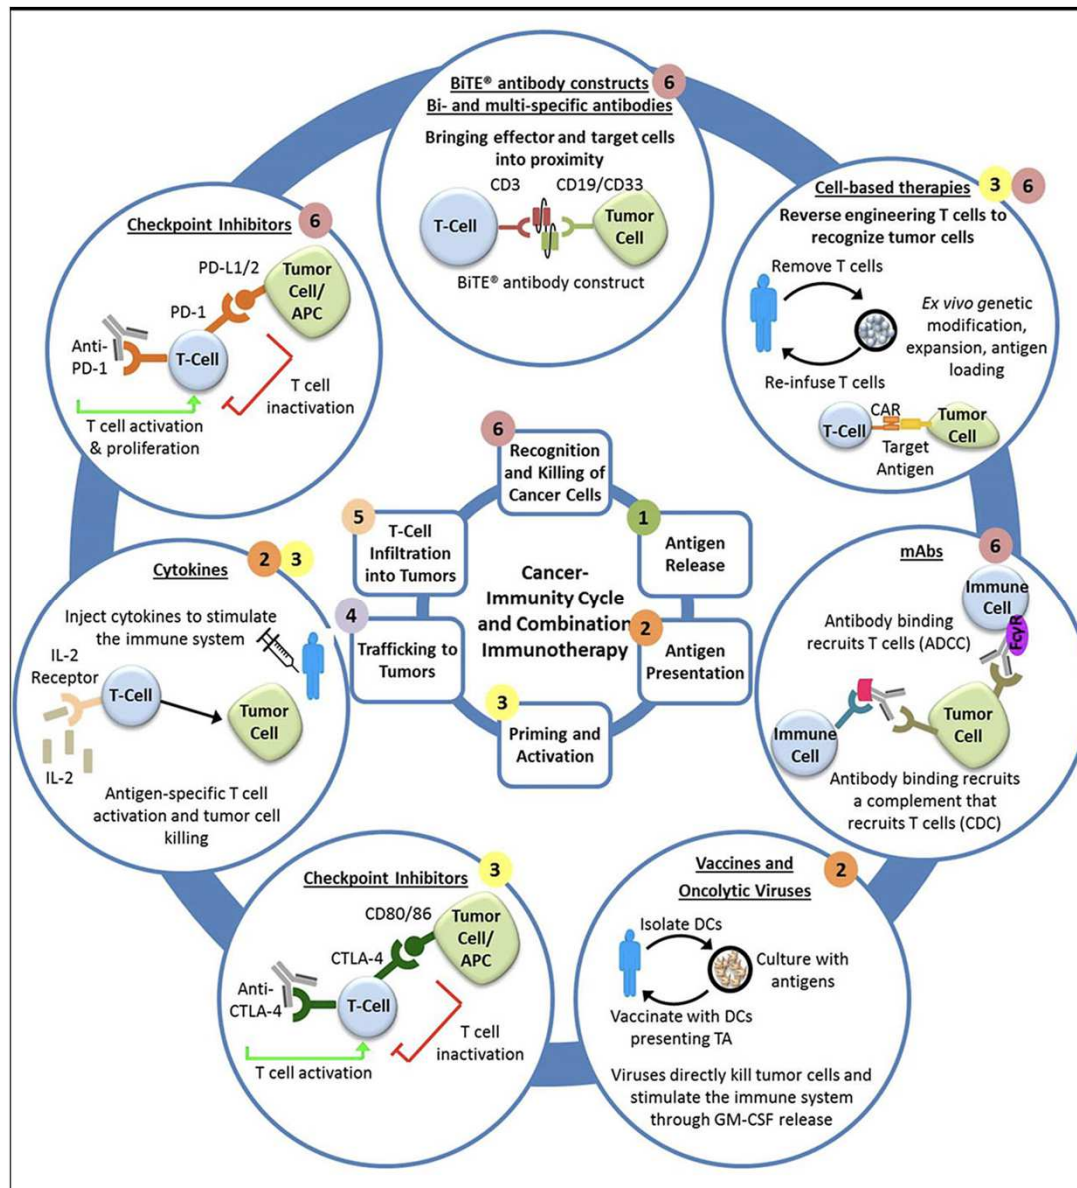 BiTE® antibody constructs 6
Bi- and multi-specific antibodies
Bringing effector and target cells
into proximity
CD3 CD19/CD33
T-Cell
Tumor
Cell
BiTE® antibody construct
3 6
Cell-based therapies
Reverse engineering T cells to
recognize tumor cells
Remove T cells
Ex vivo genetic
modification,
expansion, antigen
loading
Re-infuse T cells
T-Cell
CAR
Tumor
Cell
Target
Antigen
6
mAbs
Immune
Cell
FcγR
Antibody binding
recruits T cells (ADCC)
Immune
Cell
Tumor
Cell
Antibody binding recruits
a complement that
recruits T cells (CDC)
2
Vaccines and
Oncolytic Viruses
Isolate DCs
Culture with
antigens
Vaccinate with DCs
presenting TA
Viruses directly kill tumor cells and
stimulate the immune system
through GM-CSF release
3
Checkpoint Inhibitors
CD80/86
Tumor
Cell/
APC
CTLA-4
Anti-
CTLA-4
T-Cell
T cell
inactivation
T cell activation
2 3
Cytokines
Inject cytokines to stimulate
the immune system
IL-2
Receptor
T-Cell
Tumor
Cell
IL-2
Antigen-specific T cell
activation and tumor cell
killing
6
Checkpoint Inhibitors
PD-L1/2
Tumor
Cell/
APC
PD-1
Anti-
PD-1
T-Cell
T cell
inactivation
T cell activation
& proliferation
6
Recognition
and Killing of
Cancer Cells
1
Antigen
Release
2
Antigen
Presentation
3
Priming and
Activation
4
Trafficking to
Tumors
5
T-Cell
Infiltration
into Tumors
Cancer-
Immunity Cycle
and Combination
Immunotherapy